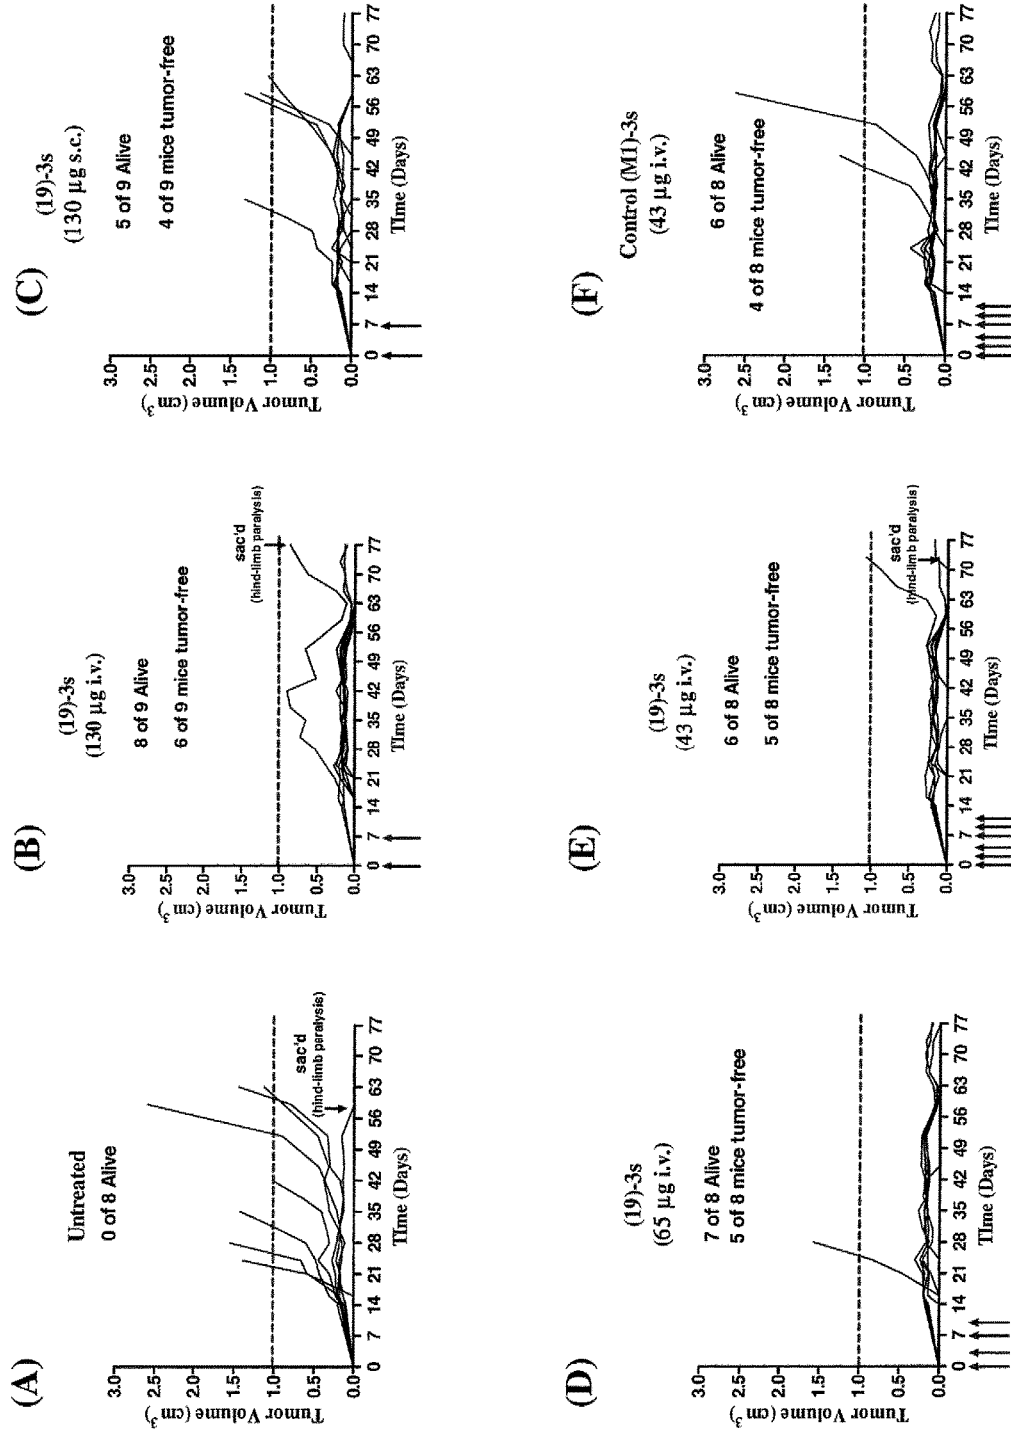 (A)
Untreated
0 of 8 Alive
sac'd
(hind-limb paralysis)
3.0
2.5
2.0
1.5
1.0
0.5
0.0
Tumor Volume (cm3)
0 7 14 21 28 35 42 49 56 63 70 77
TIme (Days)
(B)
(19)-3s
(130 µg i.v.)
8 of 9 Alive
6 of 9 mice tumor-free
sac'd
(hind-limb paralysis)
3.0
2.5
2.0
1.5
1.0
0.5
0.0
Tumor Volume (cm3)
0 7 14 21 28 35 42 49 56 63 70 77
TIme (Days)
(C)
(19)-3s
(130 µg s.c.)
5 of 9 Alive
4 of 9 mice tumor-free
3.0
2.5
2.0
1.5
1.0
0.5
0.0
Tumor Volume (cm3)
0 7 14 21 28 35 42 49 56 63 70 77
TIme (Days)
(D)
(19)-3s
(65 µg i.v.)
7 of 8 Alive
5 of 8 mice tumor-free
3.0
2.5
2.0
1.5
1.0
0.5
0.0
Tumor Volume (cm3)
0 7 14 21 28 35 42 49 56 63 70 77
TIme (Days)
(E)
(19)-3s
(43 µg i.v.)
6 of 8 Alive
5 of 8 mice tumor-free
sac'd
(hind-limb paralysis)
3.0
2.5
2.0
1.5
1.0
0.5
0.0
Tumor Volume (cm3)
0 7 14 21 28 35 42 49 56 63 70 77
TIme (Days)
(F)
Control (M1)-3s
(43 µg i.v.)
6 of 8 Alive
4 of 8 mice tumor-free
3.0
2.5
2.0
1.5
1.0
0.5
0.0
Tumor Volume (cm3)
0 7 14 21 28 35 42 49 56 63 70 77
TIme (Days)